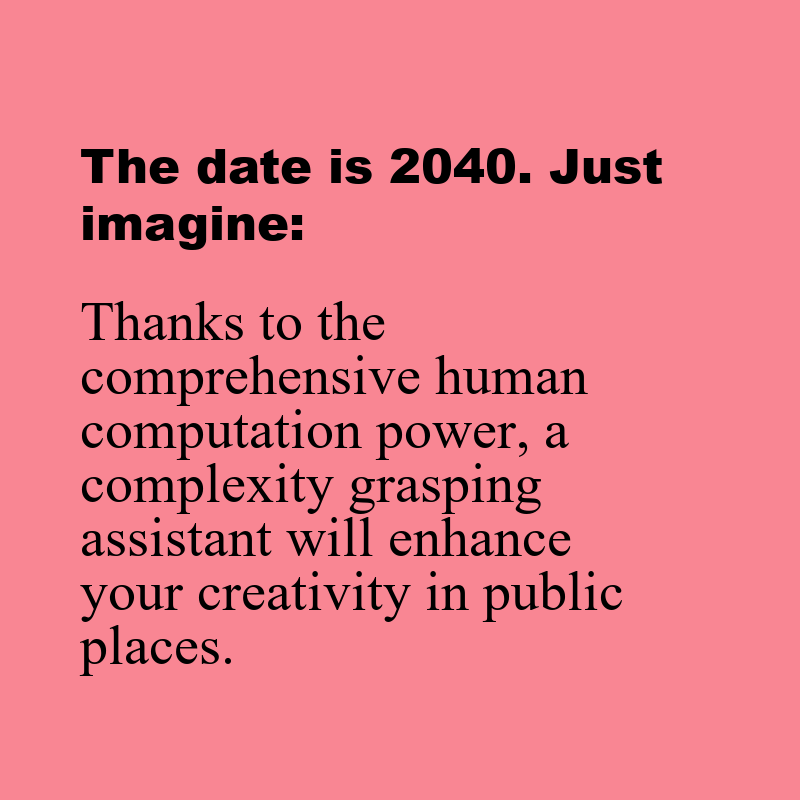 The date is 2040. Just
imagine:
Thanks to the
comprehensive human
computation power, a
complexity grasping
assistant will enhance
your creativity in public
places.